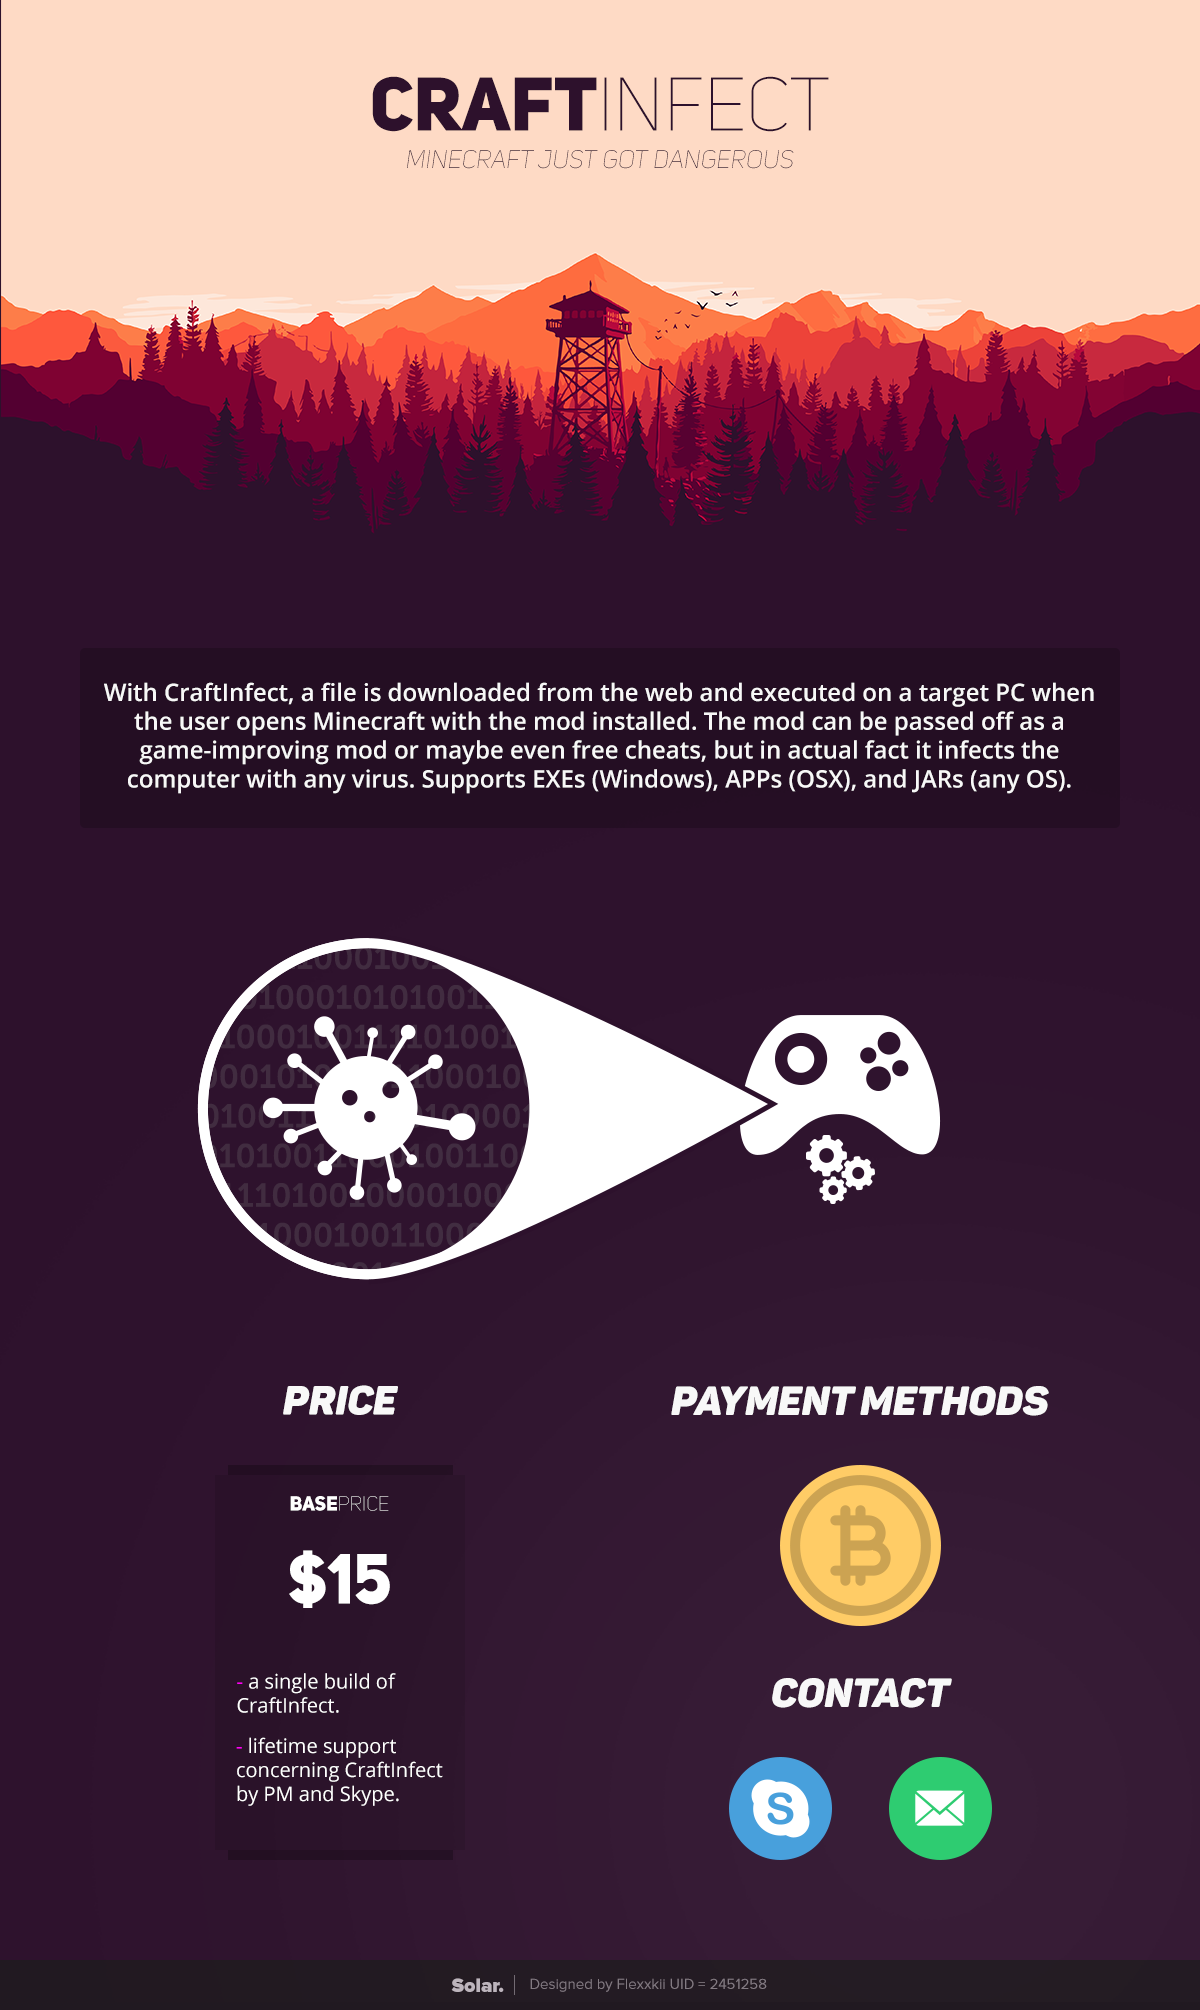 CRAFTINFECT
MINECRAFT JUST GOT DANGEROUS
With CraftInfect, a file is downloaded from the web and executed on a target PC when
the user opens Minecraft with the mod installed. The mod can be passed off as a
game-improving mod or maybe even free cheats, but in actual fact it infects the
computer with any virus. Supports EXEs (Windows), APPs (OSX), and JARs (any OS).
PRICE
BASEPRICE
$15
- a single build of
CraftInfect.
- lifetime support
concerning CraftInfect
by PM and Skype.
PAYMENT METHODS
CONTACT
S
Solar. | Designed by Flexxkii UID = 2451258